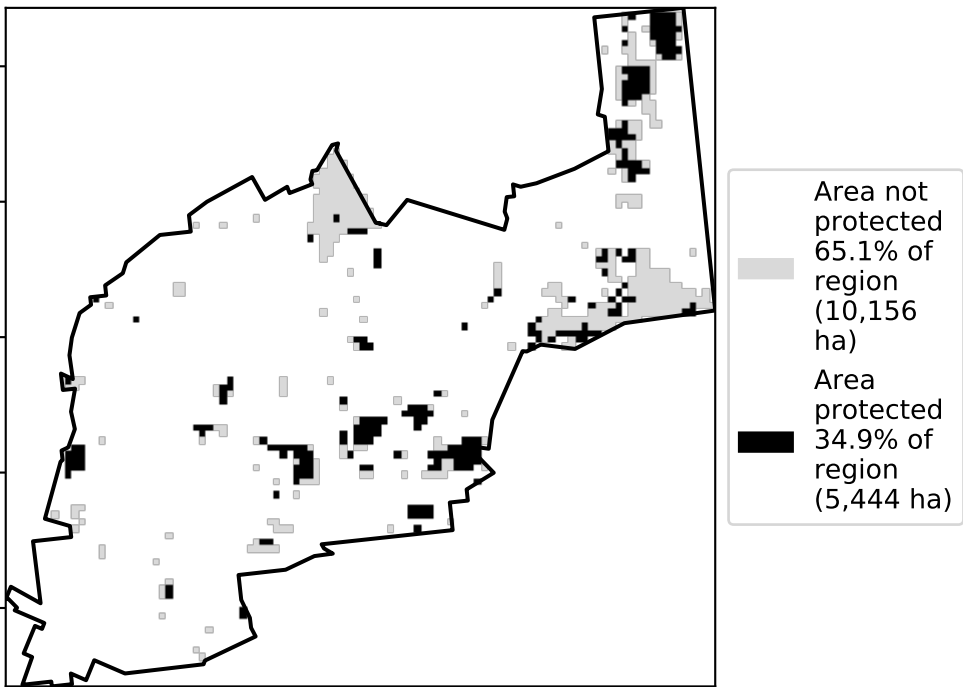 Area not
protected
65.1% of
region
(10,156
ha)
Area
protected
34.9% of
region
(5,444 ha)